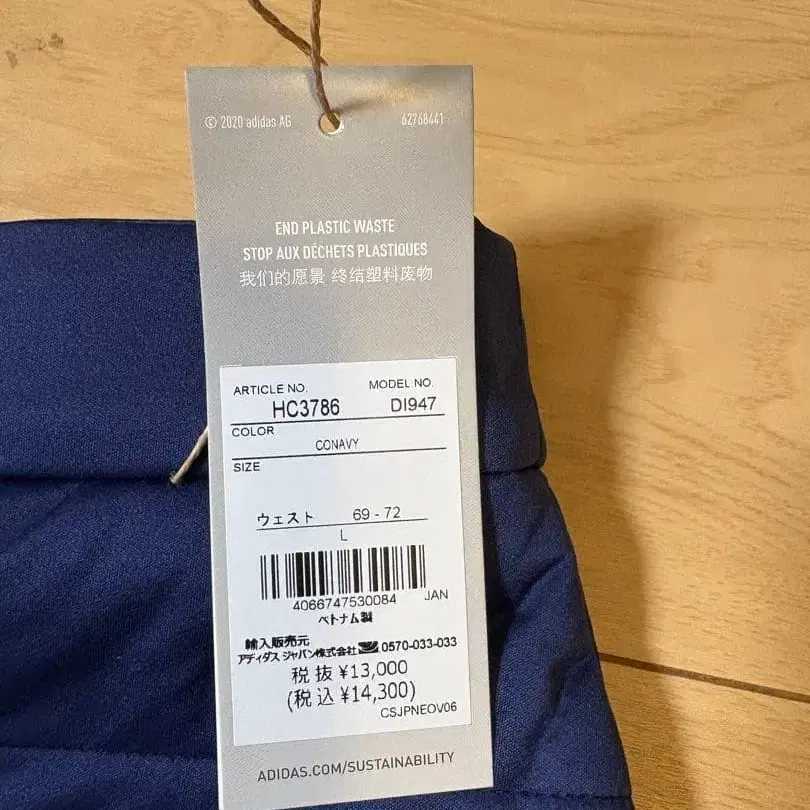 © 2020 adidas AG 62768441
END PLASTIC WASTE
STOP AUX DÉCHETS PLASTIQUES
我们的愿景 终结塑料废物
ARTICLE NO. MODEL NO.
HC3786 DI947
COLOR
CONAVY
SIZE
ウェスト 69 - 72
L
4066747530084 JAN
ベトナム製
輸入販売元
アディダス ジャパン株式会社 0570-033-033
税 抜 ¥13,000
(税 込 ¥14,300)
CSJPNEOV06
ADIDAS.COM/SUSTAINABILITY